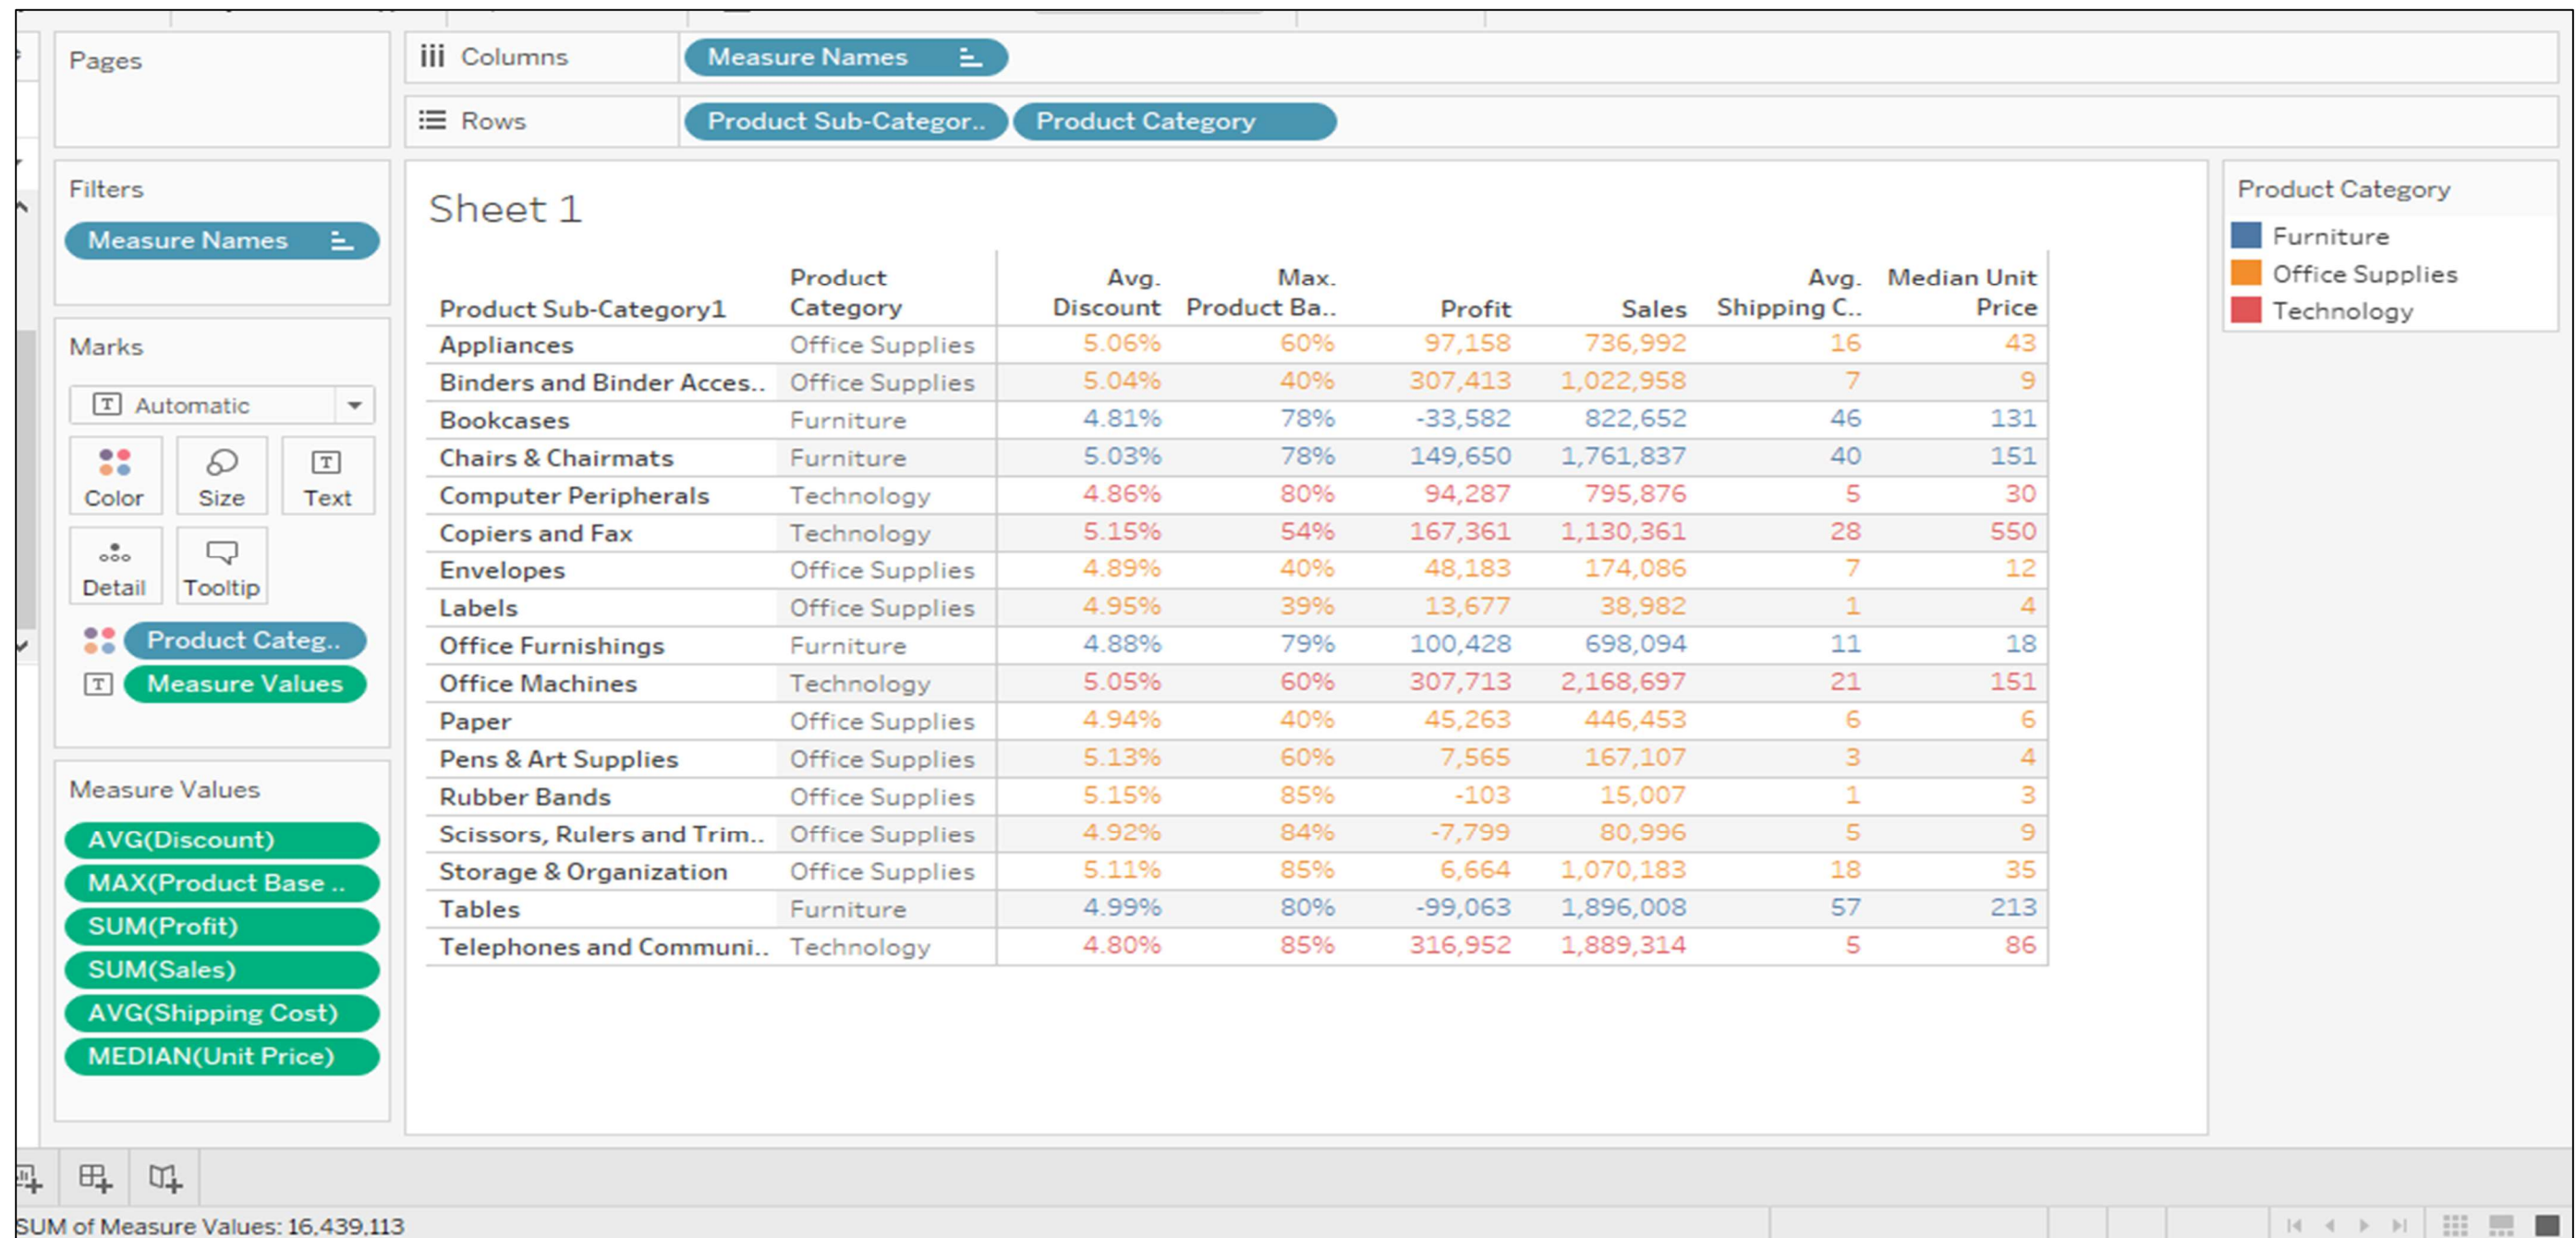 Pages
Columns Measure Names
Rows Product Sub-Categor.. Product Category
Filters
Measure Names
Marks
Automatic
Color Size Text
Detail Tooltip
Product Categ..
Measure Values
Measure Values
AVG(Discount)
MAX(Product Base ..
SUM(Profit)
SUM(Sales)
AVG(Shipping Cost)
MEDIAN(Unit Price)
Sheet 1
Product Sub-Category1 Product Category Avg. Discount Max. Product Ba.. Profit Sales Avg. Shipping C.. Median Unit Price
Appliances Office Supplies 5.06% 60% 97,158 736,992 16 43
Binders and Binder Acces.. Office Supplies 5.04% 40% 307,413 1,022,958 7 9
Bookcases Furniture 4.81% 78% -33,582 822,652 46 131
Chairs & Chairmats Furniture 5.03% 78% 149,650 1,761,837 40 151
Computer Peripherals Technology 4.86% 80% 94,287 795,876 5 30
Copiers and Fax Technology 5.15% 54% 167,361 1,130,361 28 550
Envelopes Office Supplies 4.89% 40% 48,183 174,086 7 12
Labels Office Supplies 4.95% 39% 13,677 38,982 1 4
Office Furnishings Furniture 4.88% 79% 100,428 698,094 11 18
Office Machines Technology 5.05% 60% 307,713 2,168,697 21 151
Paper Office Supplies 4.94% 40% 45,263 446,453 6 6
Pens & Art Supplies Office Supplies 5.13% 60% 7,565 167,107 3 4
Rubber Bands Office Supplies 5.15% 85% -103 15,007 1 3
Scissors, Rulers and Trim.. Office Supplies 4.92% 84% -7,799 80,996 5 9
Storage & Organization Office Supplies 5.11% 85% 6,664 1,070,183 18 35
Tables Furniture 4.99% 80% -99,063 1,896,008 57 213
Telephones and Communi.. Technology 4.80% 85% 316,952 1,889,314 5 86
Product Category
Furniture
Office Supplies
Technology
SUM of Measure Values: 16,439,113